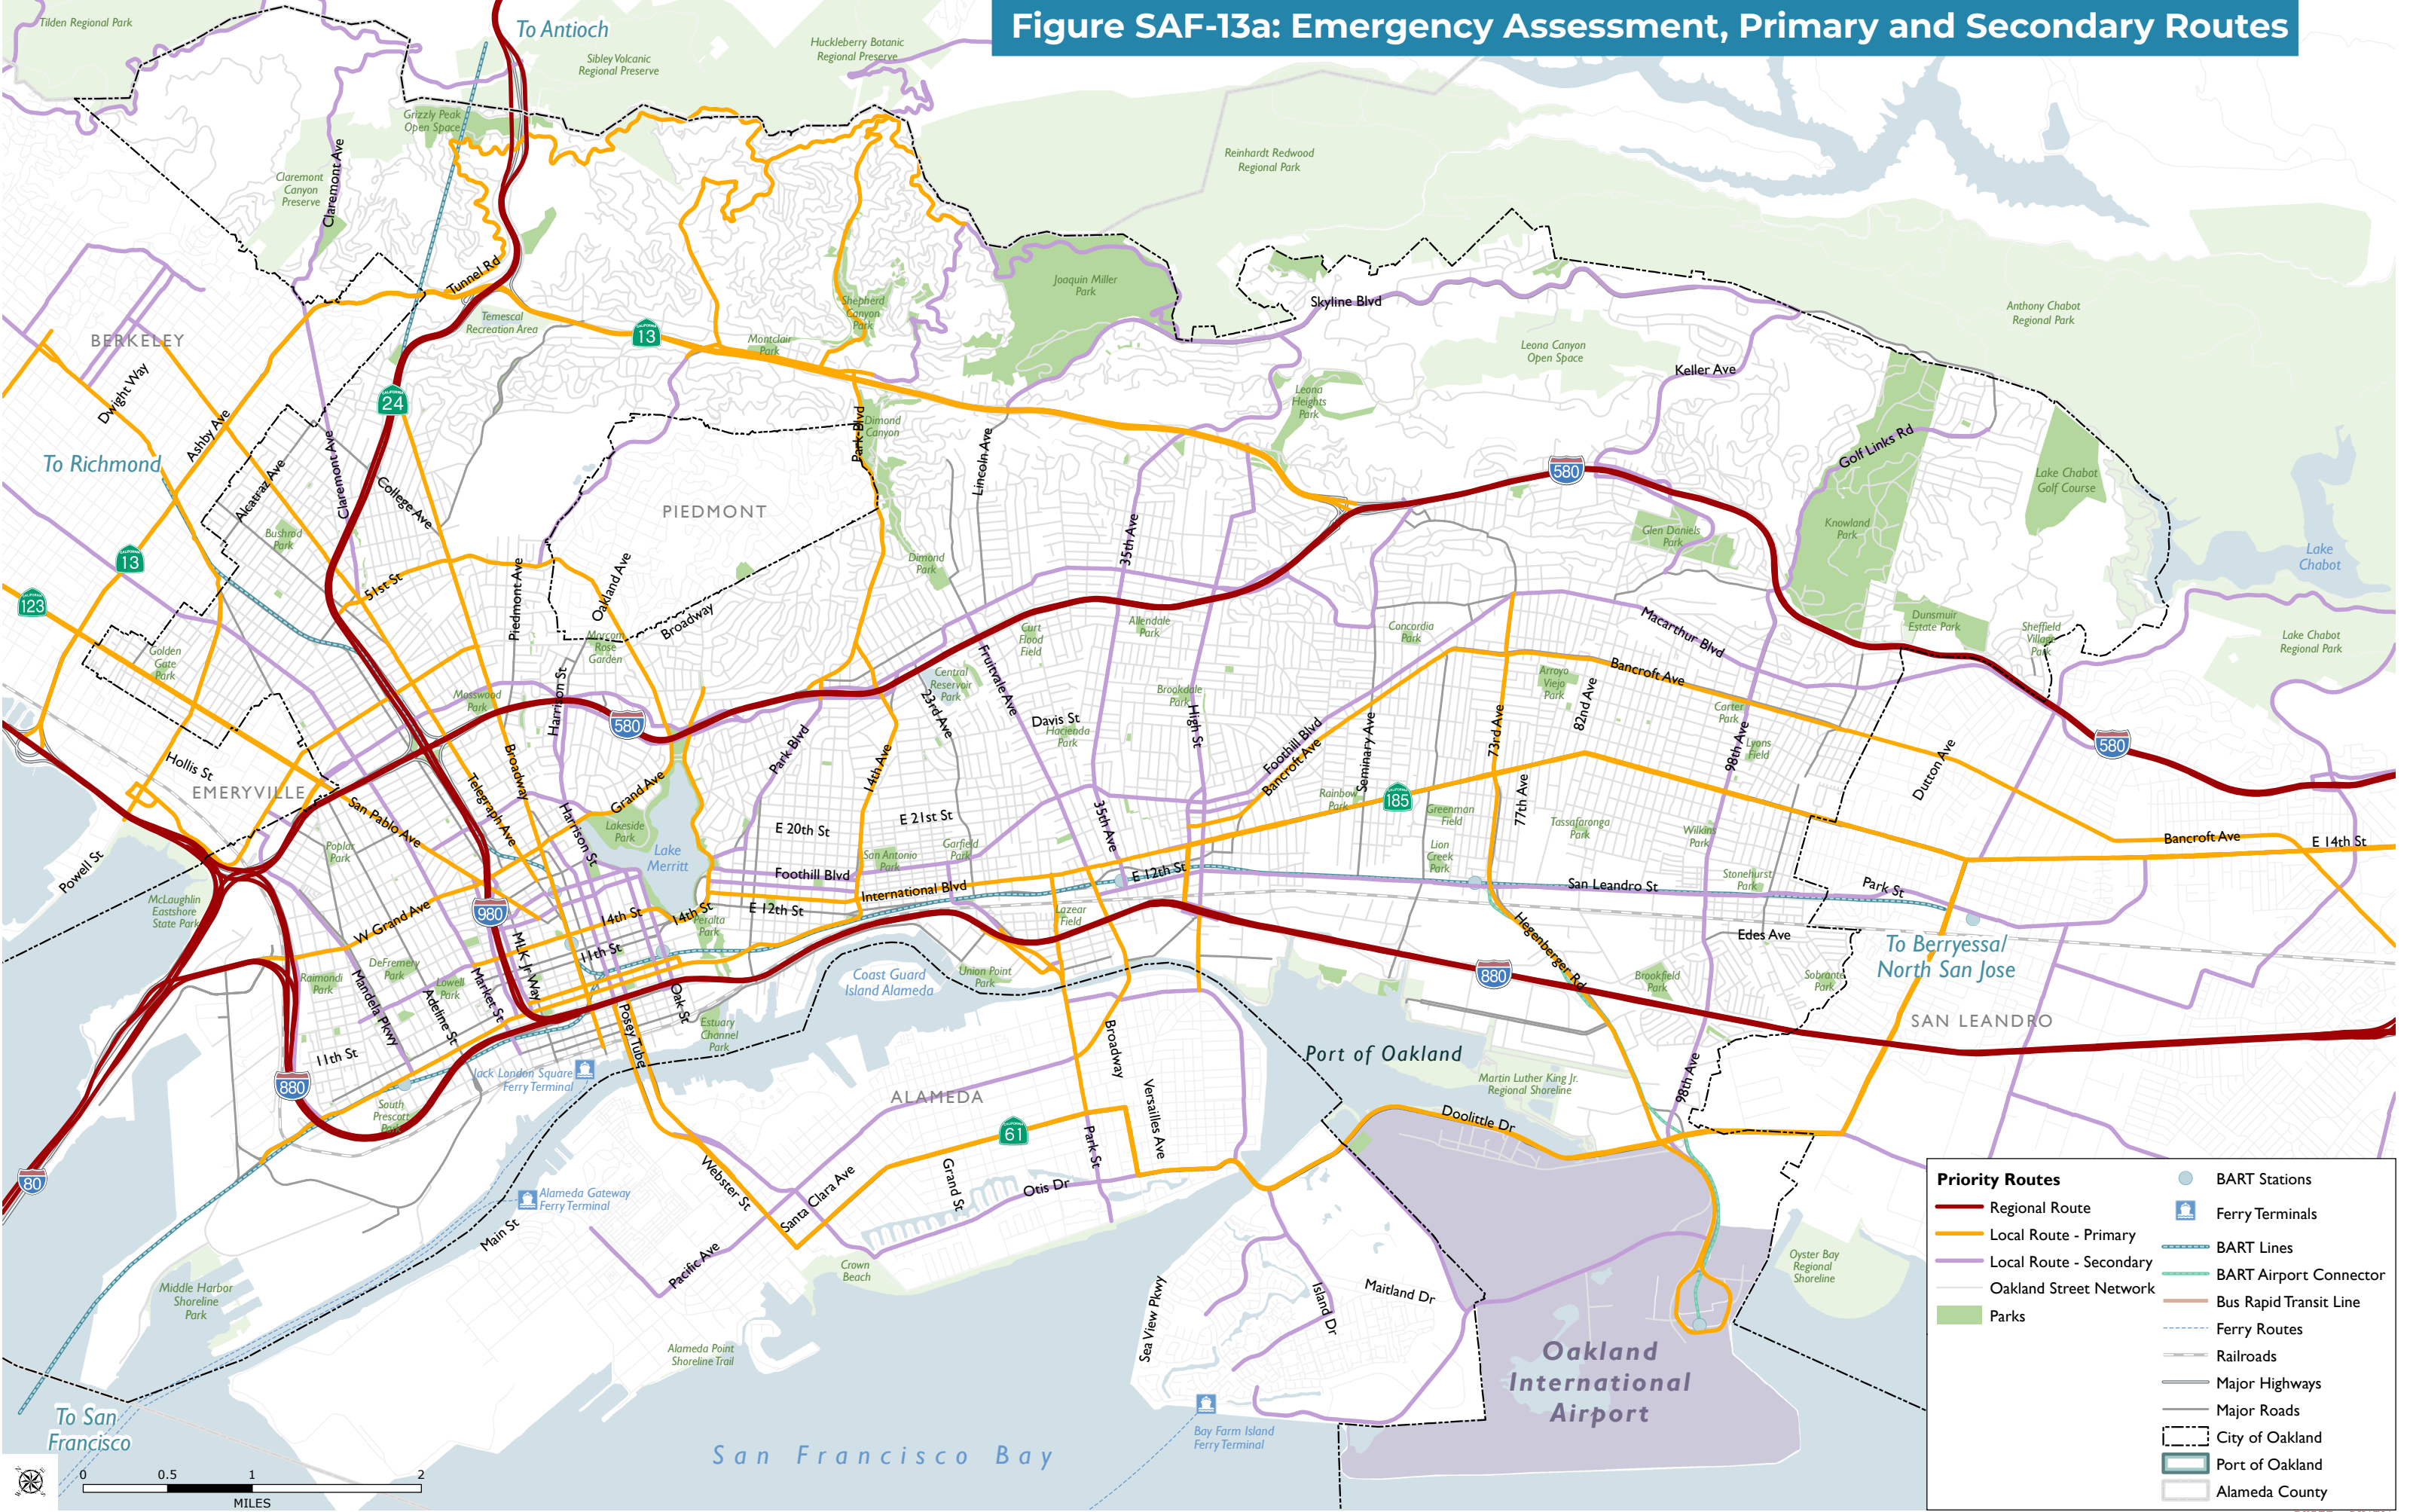 Figure SAF-13a: Emergency Assessment, Primary and Secondary Routes
Tilden Regional Park
To Antioch
Sibley Volcanic
Regional Preserve
Huckleberry Botanic
Regional Preserve
Grizzly Peak
Open Space
Claremont Ave
Claremont
Canyon
Preserve
Reinhardt Redwood
Regional Park
Tunnel Rd
Temescal
Recreation Area
CALIFORNIA
13
Montclair
Park
Shepherd
Canyon
Park
Joaquin Miller
Park
Skyline Blvd
Anthony Chabot
Regional Park
Leona Canyon
Open Space
Keller Ave
BERKELEY
Dwight Way
Ashby Ave
CALIFORNIA
24
Leona
Heights
Park
Dimond
Canyon
Park Blvd
Lincoln Ave
Golf Links Rd
Lake Chabot
Golf Course
To Richmond
Alcatraz Ave
Claremont Ave
College Ave
PIEDMONT
580
Knowland
Park
Glen Daniels
Park
Bushrod
Park
35th Ave
Dimond
Park
Lake
Chabot
CALIFORNIA
13
CALIFORNIA
123
51st St
Piedmont Ave
Oakland Ave
Broadway
Morcom
Rose
Garden
Golden
Gate
Park
Curt
Flood
Field
Allendale
Park
Concordia
Park
Macarthur Blvd
Dunsmuir
Estate Park
Sheffield
Village
Park
Lake Chabot
Regional Park
Mosswood
Park
Harrison St
Central
Reservoir
Park
Fruitvale Ave
Brookdale
Park
Arroyo
Viejo
Park
Bancroft Ave
82nd Ave
Carter
Park
580
23rd Ave
Davis St
Hacienda
Park
High St
Foothill Blvd
Bancroft Ave
Seminary Ave
73rd Ave
98th Ave
Lyons
Field
580
Hollis St
EMERYVILLE
San Pablo Ave
Telegraph Ave
Broadway
Harrison St
Grand Ave
Park Blvd
14th Ave
Dutton Ave
Lakeside
Park
Lake
Merritt
E 20th St
E 21st St
35th Ave
Rainbow
Park
CALIFORNIA
185
Greenman
Field
77th Ave
Tassafaronga
Park
Wilkins
Park
Bancroft Ave
E 14th St
Poplar
Park
San Antonio
Park
Garfield
Park
Lion
Creek
Park
Powell St
McLaughlin
Eastshore
State Park
Foothill Blvd
International Blvd
E 12th St
E 12th St
San Leandro St
Stonehurst
Park
Park St
980
W Grand Ave
14th St
14th St
Peralta
Park
Lazear
Field
Hegenberger Rd
Edes Ave
To Berryessa/
North San Jose
MLK Jr Way
11th St
DeFremery
Park
Raimondi
Park
Lowell
Park
Mandela Pkwy
Adeline St
Market St
Oak St
Coast Guard
Island Alameda
Union Point
Park
880
Brookfield
Park
Sobrante
Park
SAN LEANDRO
Estuary
Channel
Park
Posey Tube
11th St
Jack London Square
Ferry Terminal
880
Broadway
Port of Oakland
98th Ave
South
Prescott
Park
ALAMEDA
Versailles Ave
Martin Luther King Jr.
Regional Shoreline
CALIFORNIA
61
Doolittle Dr
80
Webster St
Santa Clara Ave
Grand St
Park St
Otis Dr
Alameda Gateway
Ferry Terminal
Main St
Pacific Ave
Crown
Beach
Oyster Bay
Regional
Shoreline
Middle Harbor
Shoreline
Park
Sea View Pkwy
Island Dr
Maitland Dr
Alameda Point
Shoreline Trail
Oakland
International
Airport
To San
Francisco
San Francisco Bay
Bay Farm Island
Ferry Terminal
0 0.5 1 2
MILES
Priority Routes
Regional Route
Local Route - Primary
Local Route - Secondary
Oakland Street Network
Parks
BART Stations
Ferry Terminals
BART Lines
BART Airport Connector
Bus Rapid Transit Line
Ferry Routes
Railroads
Major Highways
Major Roads
City of Oakland
Port of Oakland
Alameda County